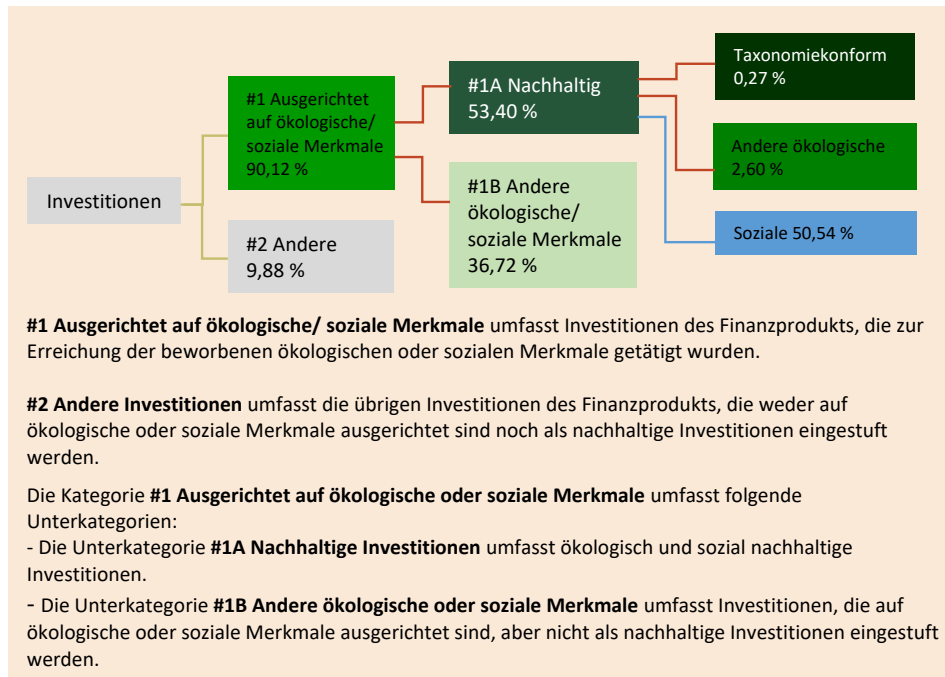 Investitionen
#1 Ausgerichtet
auf ökologische/
soziale Merkmale
90,12 %
#2 Andere
9,88 %
#1A Nachhaltig
53,40 %
#1B Andere
ökologische/
soziale Merkmale
36,72 %
Taxonomiekonform
0,27 %
Andere ökologische
2,60 %
Soziale 50,54 %
#1 Ausgerichtet auf ökologische/ soziale Merkmale umfasst Investitionen des Finanzprodukts, die zur
Erreichung der beworbenen ökologischen oder sozialen Merkmale getätigt wurden.
#2 Andere Investitionen umfasst die übrigen Investitionen des Finanzprodukts, die weder auf
ökologische oder soziale Merkmale ausgerichtet sind noch als nachhaltige Investitionen eingestuft
werden.
Die Kategorie #1 Ausgerichtet auf ökologische oder soziale Merkmale umfasst folgende
Unterkategorien:
- Die Unterkategorie #1A Nachhaltige Investitionen umfasst ökologisch und sozial nachhaltige
Investitionen.
- Die Unterkategorie #1B Andere ökologische oder soziale Merkmale umfasst Investitionen, die auf
ökologische oder soziale Merkmale ausgerichtet sind, aber nicht als nachhaltige Investitionen eingestuft
werden.